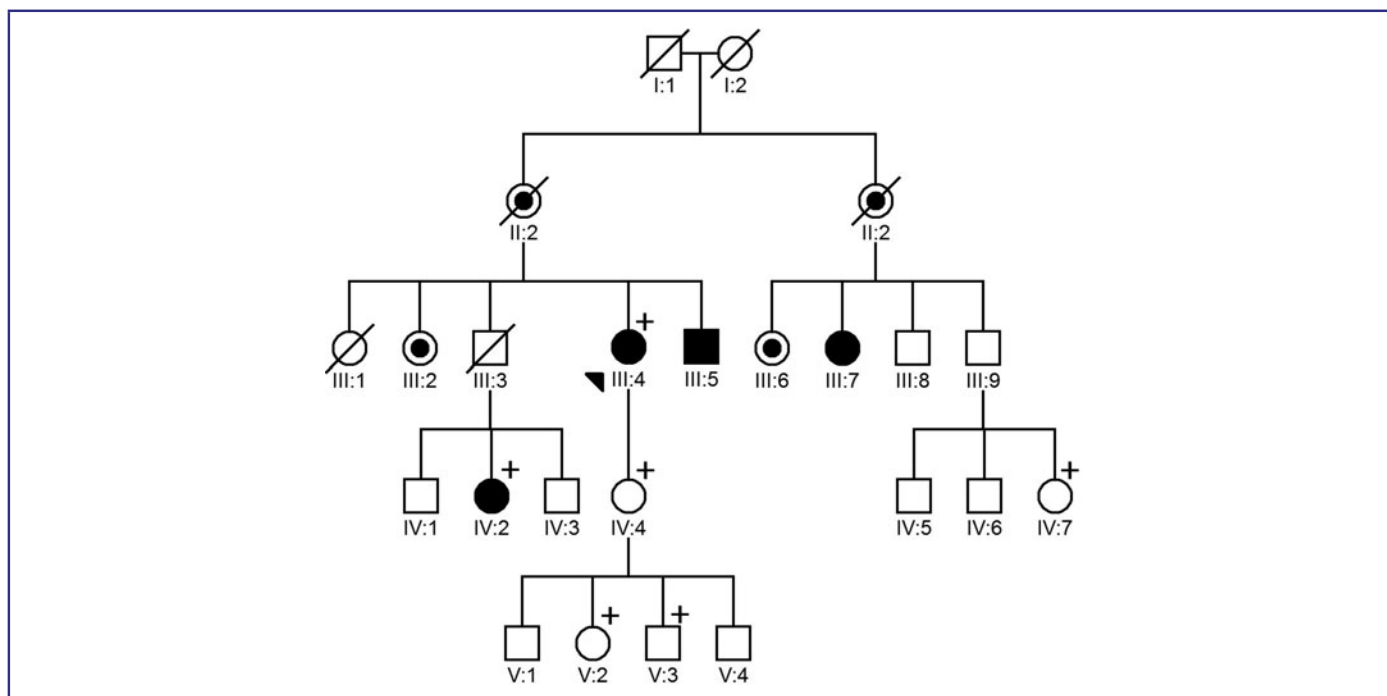 I:1 I:2
II:2 II:2
+
III:1 III:2 III:3 III:4 III:5 III:6 III:7 III:8 III:9
+ + +
IV:1 IV:2 IV:3 IV:4 IV:5 IV:6 IV:7
+ +
V:1 V:2 V:3 V:4